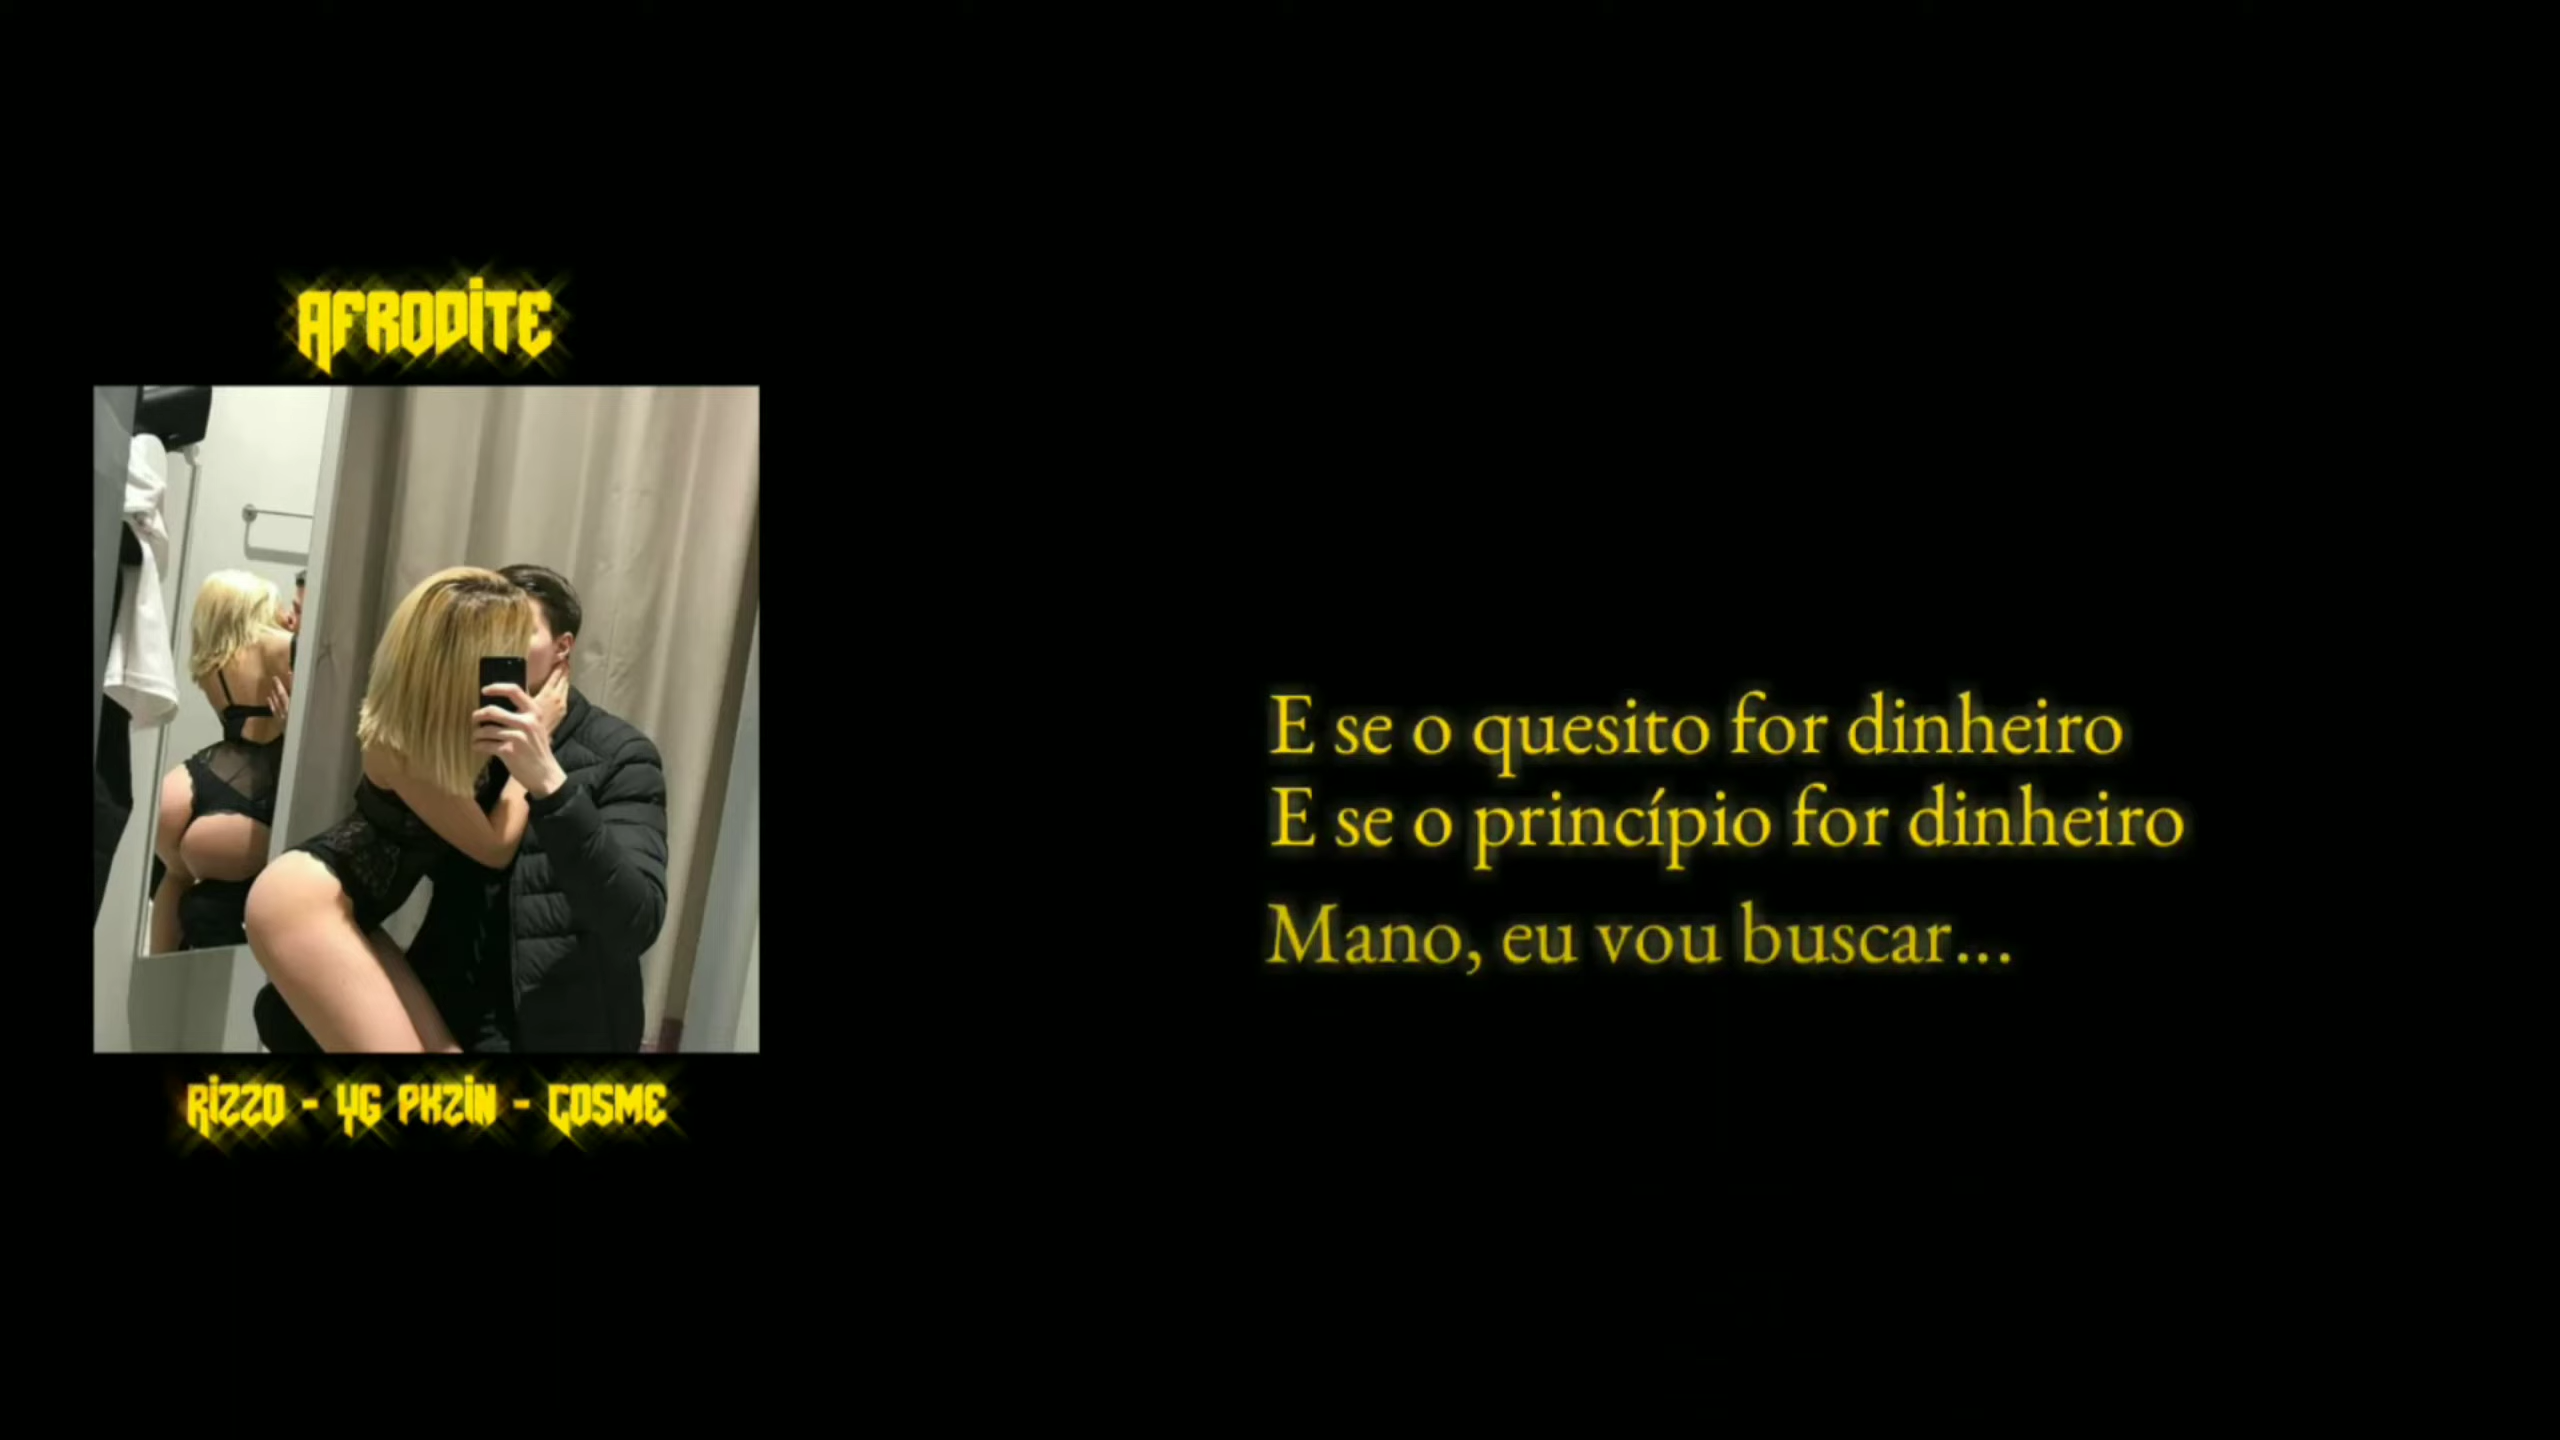 AFRODITE
RIZZO - YG PKZIN - COSME
E se o quesito for dinheiro
E se o princípio for dinheiro
Mano, eu vou buscar...